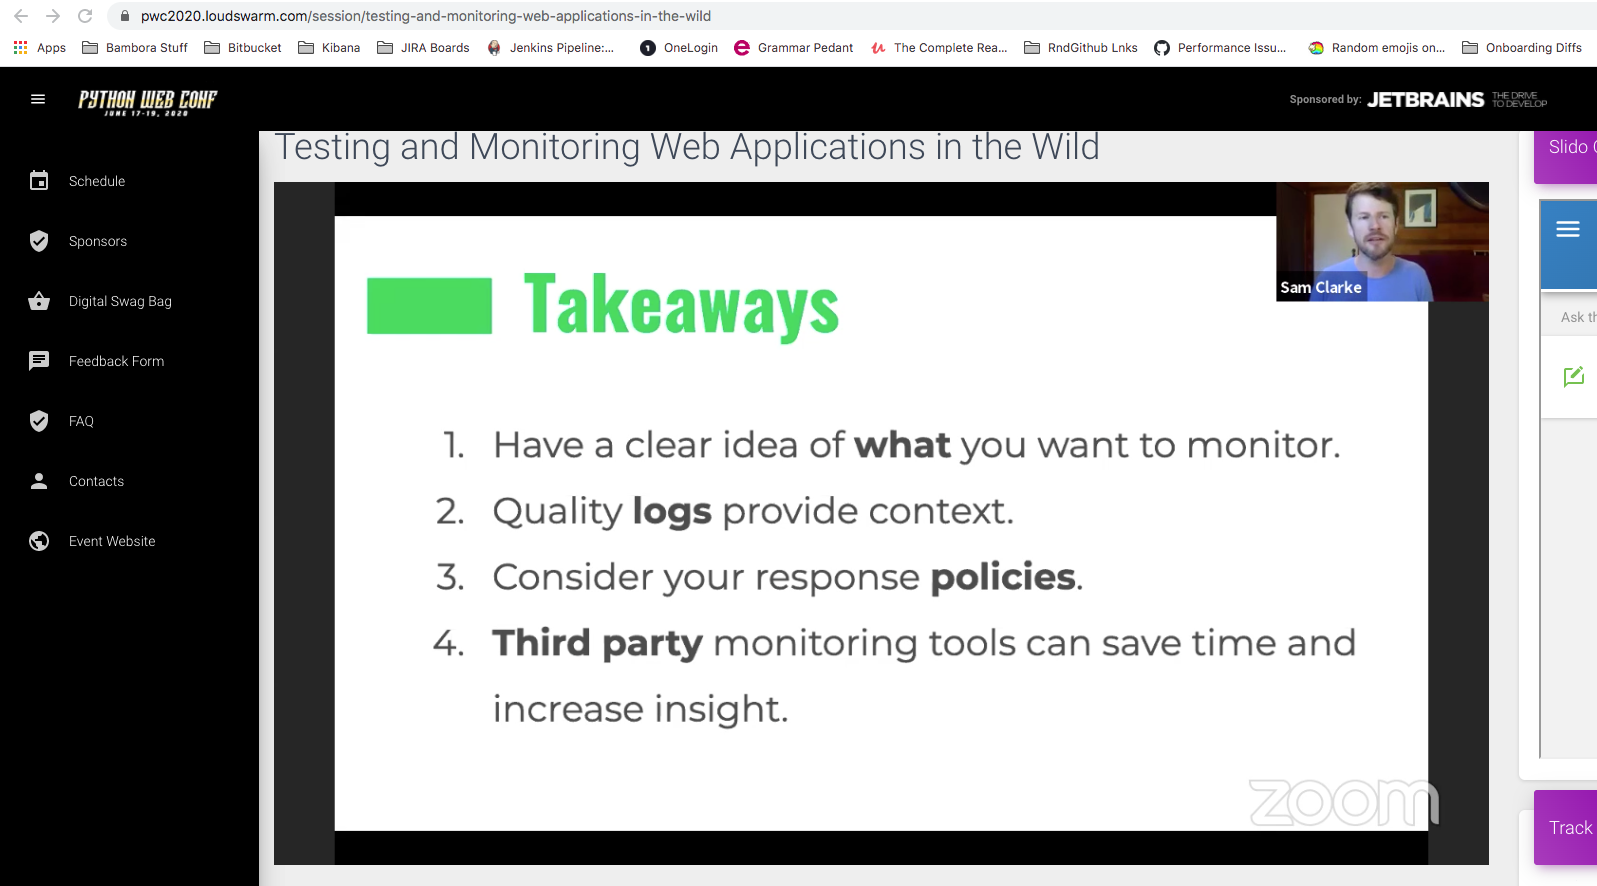 pwc2020.loudswarm.com/session/testing-and-monitoring-web-applications-in-the-wild
Apps Bambora Stuff Bitbucket Kibana JIRA Boards Jenkins Pipeline:... OneLogin Grammar Pedant The Complete Rea... RndGithub Lnks Performance Issu... Random emojis on... Onboarding Diffs
PYTHON WEB CONF
JUNE 17-19, 2020
Sponsored by: JETBRAINS THE DRIVE
TO DEVELOP
Schedule
Sponsors
Digital Swag Bag
Feedback Form
FAQ
Contacts
Event Website
Testing and Monitoring Web Applications in the Wild
Takeaways
Sam Clarke
1. Have a clear idea of what you want to monitor.
2. Quality logs provide context.
3. Consider your response policies.
4. Third party monitoring tools can save time and
increase insight.
zoom
Slido
Ask
Track